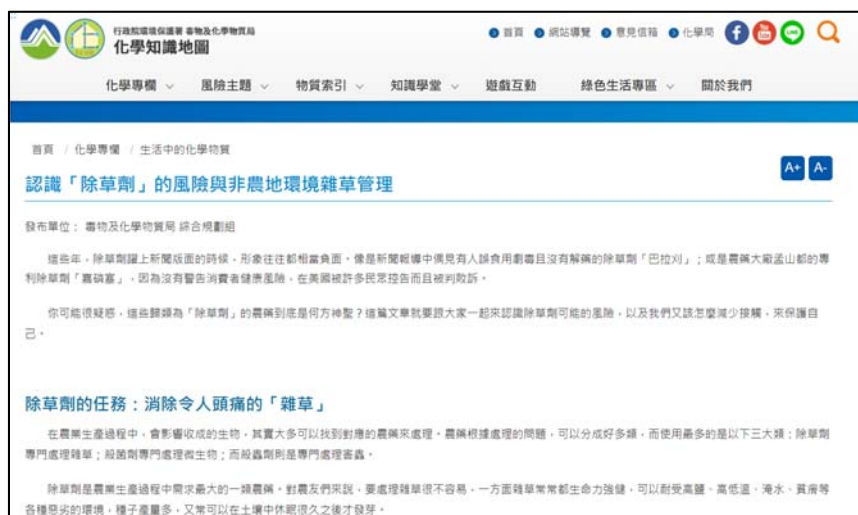 行政院環境保護署 毒物及化學物質局
化學知識地圖
首頁 網站導覽 意見信箱 化學局
化學專欄 風險主題 物質索引 知識學堂 遊戲互動 綠色生活專區 關於我們
首頁 / 化學專欄 / 生活中的化學物質
A+ A-
認識「除草劑」的風險與非農地環境雜草管理
發布單位： 毒物及化學物質局 綜合規劃組
這些年，除草劑躍上新聞版面的時候，形象往往都相當負面。像是新聞報導中偶見有人誤食用劇毒且沒有解藥的除草劑「巴拉刈」；或是農藥大廠孟山都的專
利除草劑「嘉磷塞」，因為沒有警告消費者健康風險，在美國被許多民眾控告而且被判敗訴。
你可能很疑惑，這些歸類為「除草劑」的農藥到底是何方神聖？這篇文章就要跟大家一起來認識除草劑可能的風險，以及我們又該怎麼減少接觸，來保護自
己。
除草劑的任務：消除令人頭痛的「雜草」
在農業生產過程中，會影響收成的生物，其實大多可以找到對應的農藥來處理。農藥根據處理的問題，可以分成好多類，而使用最多的是以下三大類：除草劑
專門處理雜草；殺菌劑專門處理微生物；而殺蟲劑則是專門處理害蟲。
除草劑是農業生產過程中需求最大的一類農藥。對農友們來說，要處理雜草很不容易，一方面雜草常常都生命力強健，可以耐受高鹽、高低溫、淹水、貧瘠等
各種惡劣的環境，種子產量多，又常可以在土壤中休眠很久之後才發芽。